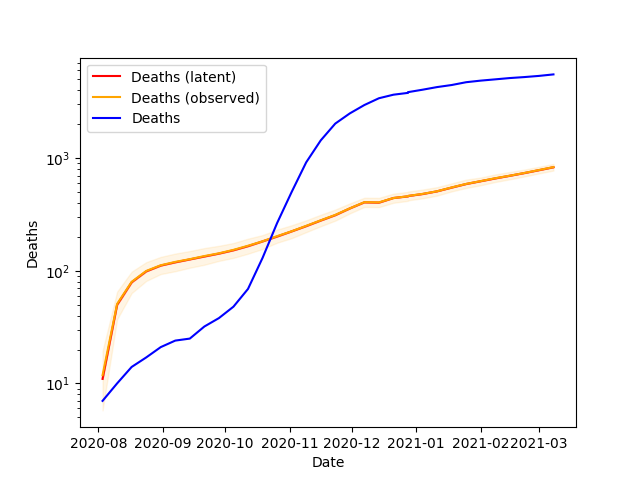 Deaths (latent)
Deaths (observed)
Deaths
10³
10²
10¹
Deaths
2020-08 2020-09 2020-10 2020-11 2020-12 2021-01 2021-02 2021-03
Date